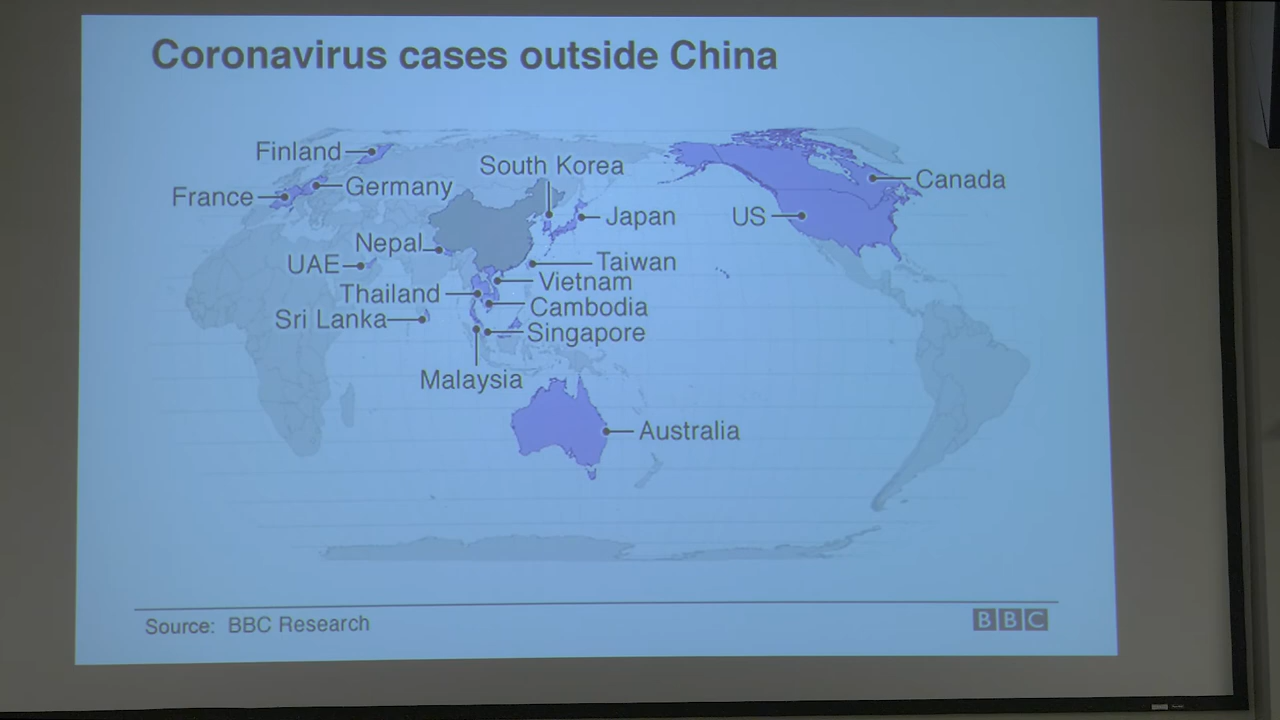 Coronavirus cases outside China
Finland
South Korea
Canada
France
Germany
Japan
US
Nepal
UAE
Taiwan
Vietnam
Thailand
Cambodia
Sri Lanka
Singapore
Malaysia
Australia
Source: BBC Research
BBC